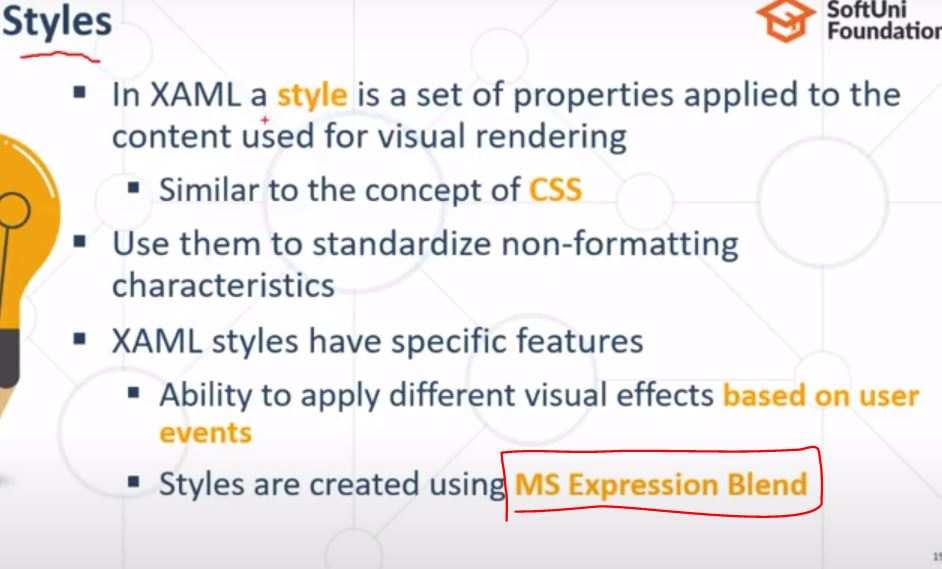 Styles
SoftUni
Foundation
In XAML a style is a set of properties applied to the
content used for visual rendering
Similar to the concept of CSS
Use them to standardize non-formatting
characteristics
XAML styles have specific features
Ability to apply different visual effects based on user
events
Styles are created using MS Expression Blend